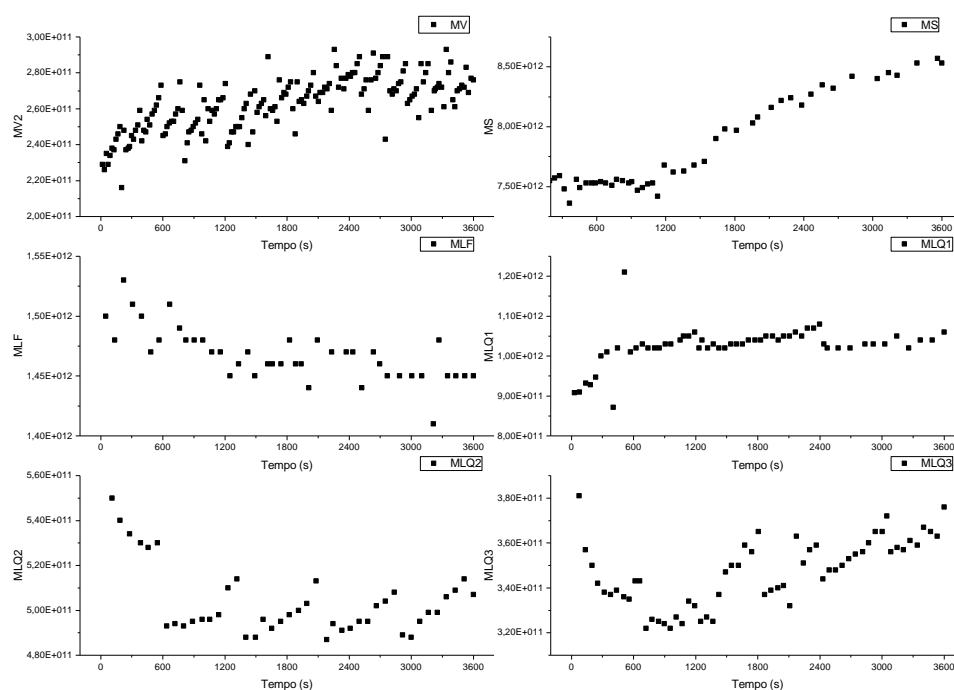 MV
3,00E+011
2,80E+011
2,60E+011
2,40E+011
2,20E+011
2,00E+011
MV2
0 600 1200 1800 2400 3000 3600
Tempo (s)
MS
8,50E+012
8,00E+012
7,50E+012
MS
600 1200 1800 2400 3000 3600
Tempo (s)
MLF
1,55E+012
1,50E+012
1,45E+012
1,40E+012
MLF
0 600 1200 1800 2400 3000 3600
Tempo (s)
MLQ1
1,20E+012
1,10E+012
1,00E+012
9,00E+011
8,00E+011
MLQ1
0 600 1200 1800 2400 3000 3600
Tempo (s)
MLQ2
5,60E+011
5,40E+011
5,20E+011
5,00E+011
4,80E+011
MLQ2
0 600 1200 1800 2400 3000 3600
Tempo (s)
MLQ3
3,80E+011
3,60E+011
3,40E+011
3,20E+011
MLQ3
0 600 1200 1800 2400 3000 3600
Tempo (s)